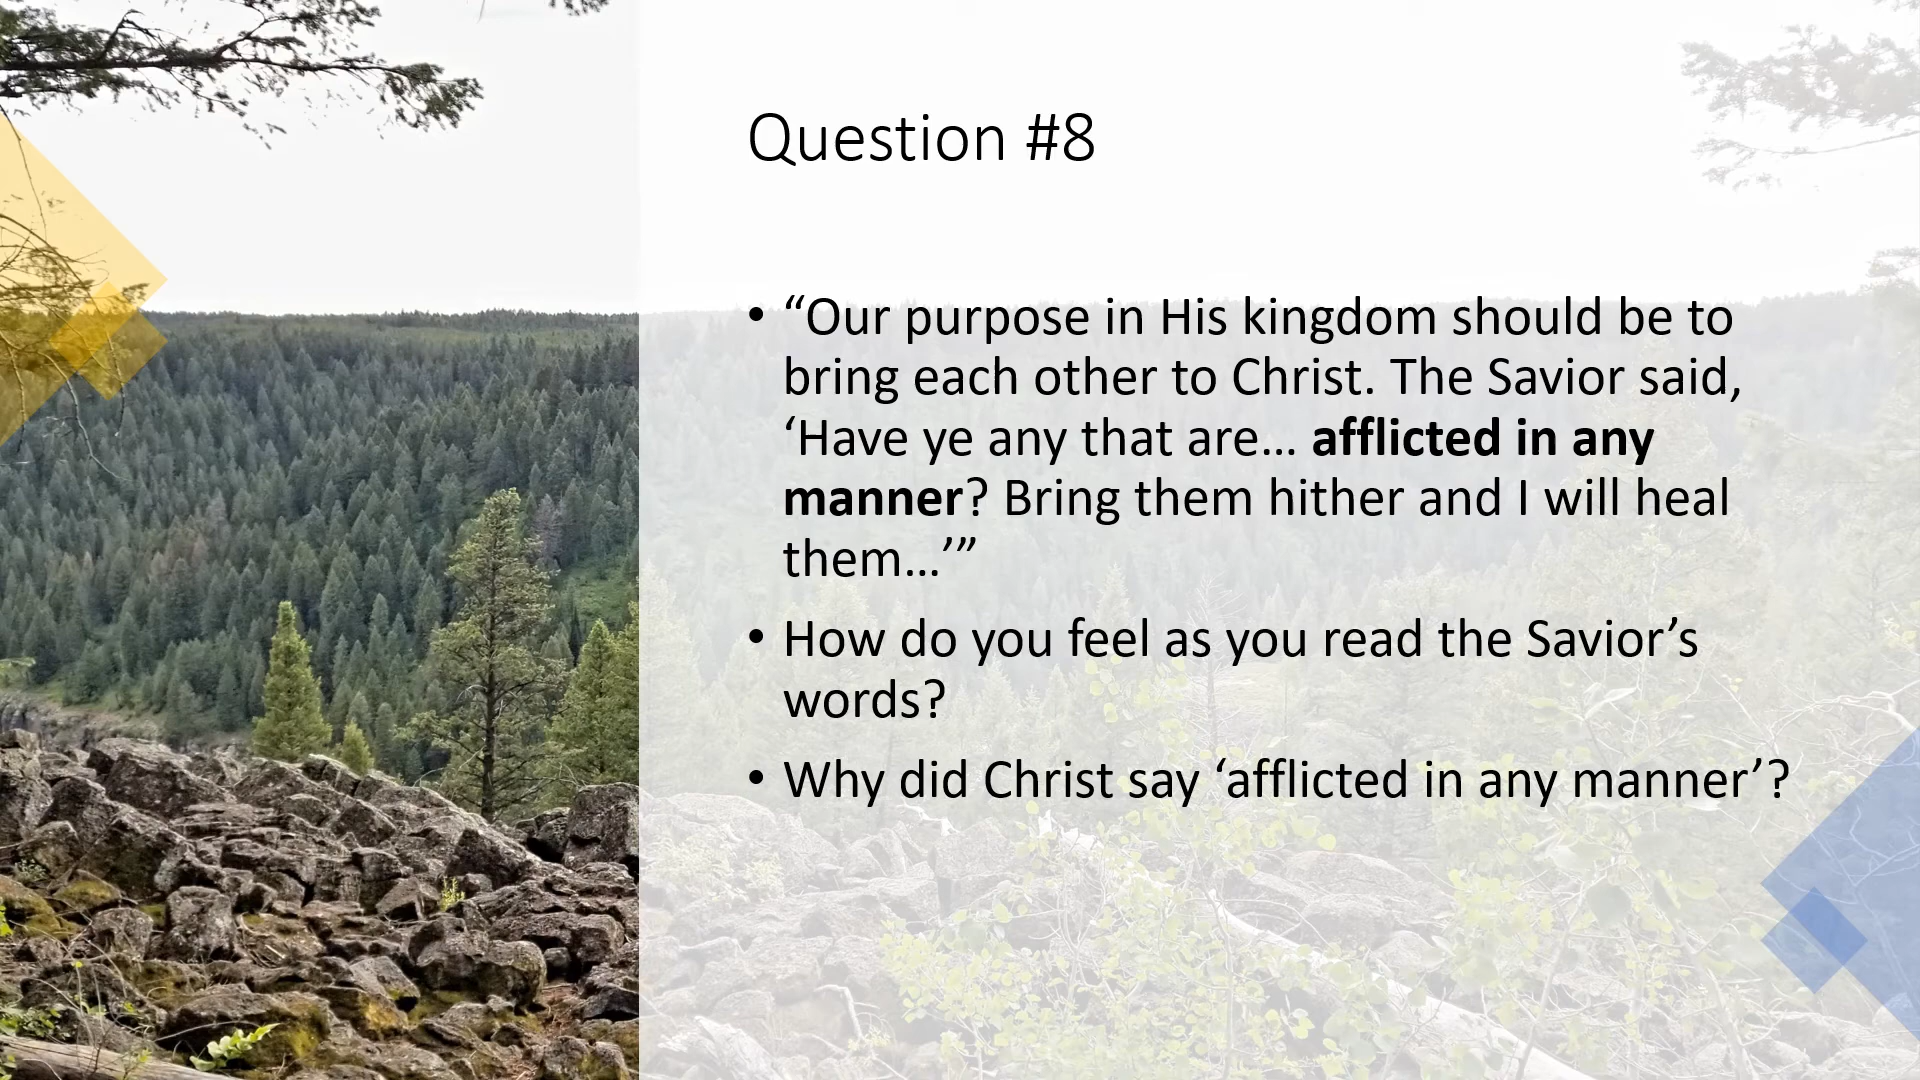 Question #8
• “Our purpose in His kingdom should be to
bring each other to Christ. The Savior said,
‘Have ye any that are… afflicted in any
manner? Bring them hither and I will heal
them…’”
• How do you feel as you read the Savior’s
words?
• Why did Christ say ‘afflicted in any manner’?